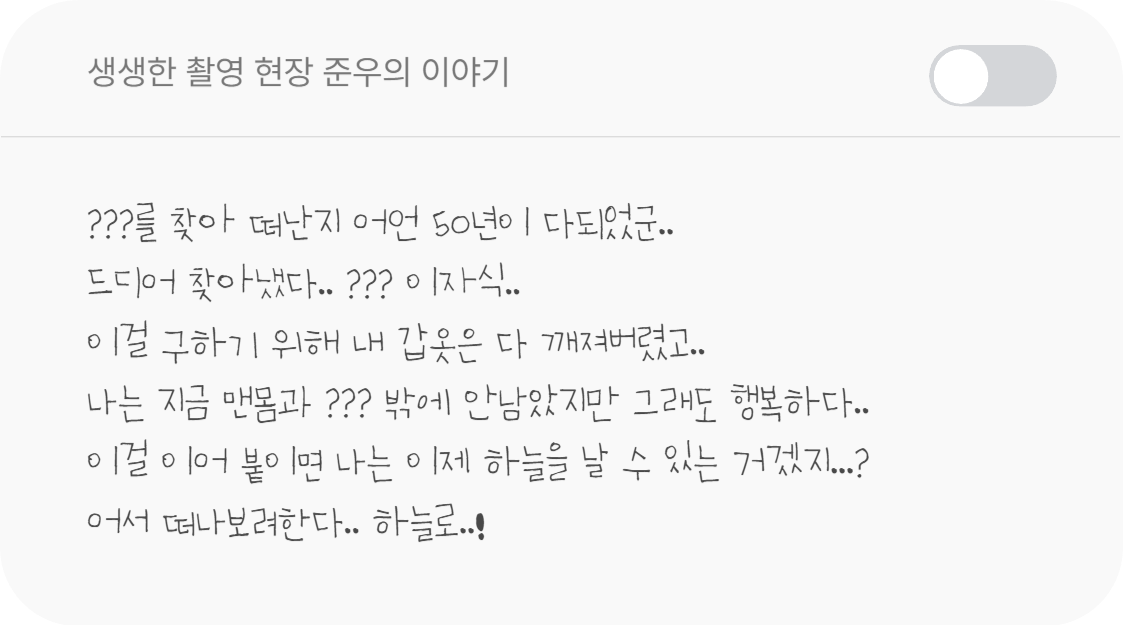 생생한 촬영 현장 준우의 이야기
???를 찾아 떠난지 어언 50년이 다되었군..
드디어 찾아냈다.. ??? 이자식..
이걸 구하기 위해 내 갑옷은 다 깨져버렸고..
나는 지금 맨몸과 ??? 밖에 안남았지만 그래도 행복하다..
이걸 이어 붙이면 나는 이제 하늘을 날 수 있는 거겠지...?
어서 떠나보려한다.. 하늘로..!